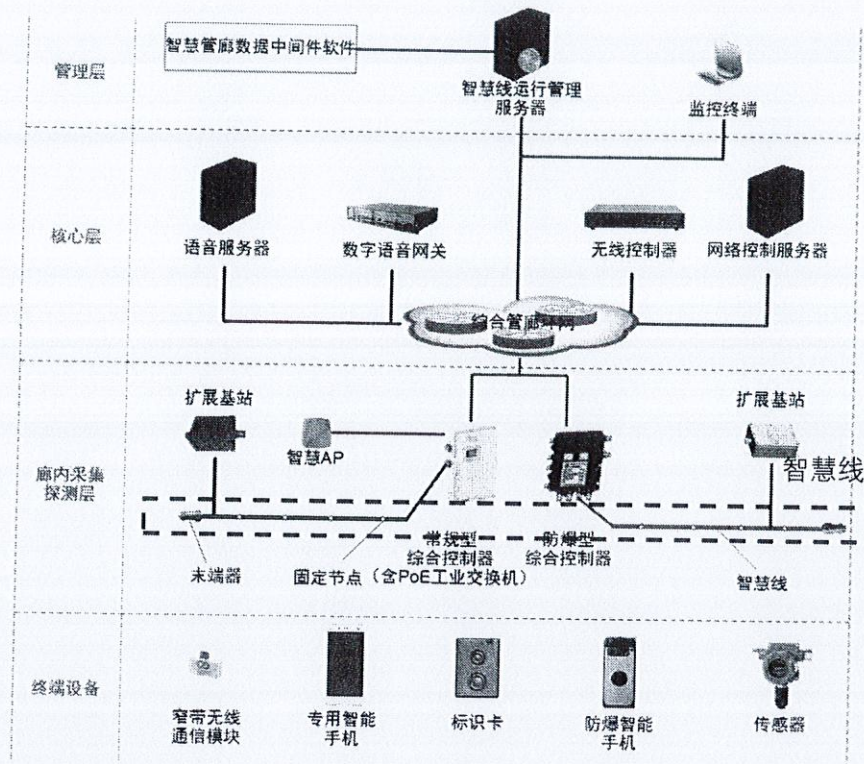 管理层
智慧管廊数据中间件软件
智慧线运行管理
服务器
监控终端
核心层
语音服务器
数字语音网关
无线控制器
网络控制服务器
综合管廊环网
廊内采集
探测层
扩展基站
智慧AP
扩展基站
智慧线
末端器
常规型
综合控制器
防爆型
综合控制器
固定节点（含PoE工业交换机）
智慧线
终端设备
窄带无线
通信模块
专用智能
手机
标识卡
防爆智能
手机
传感器